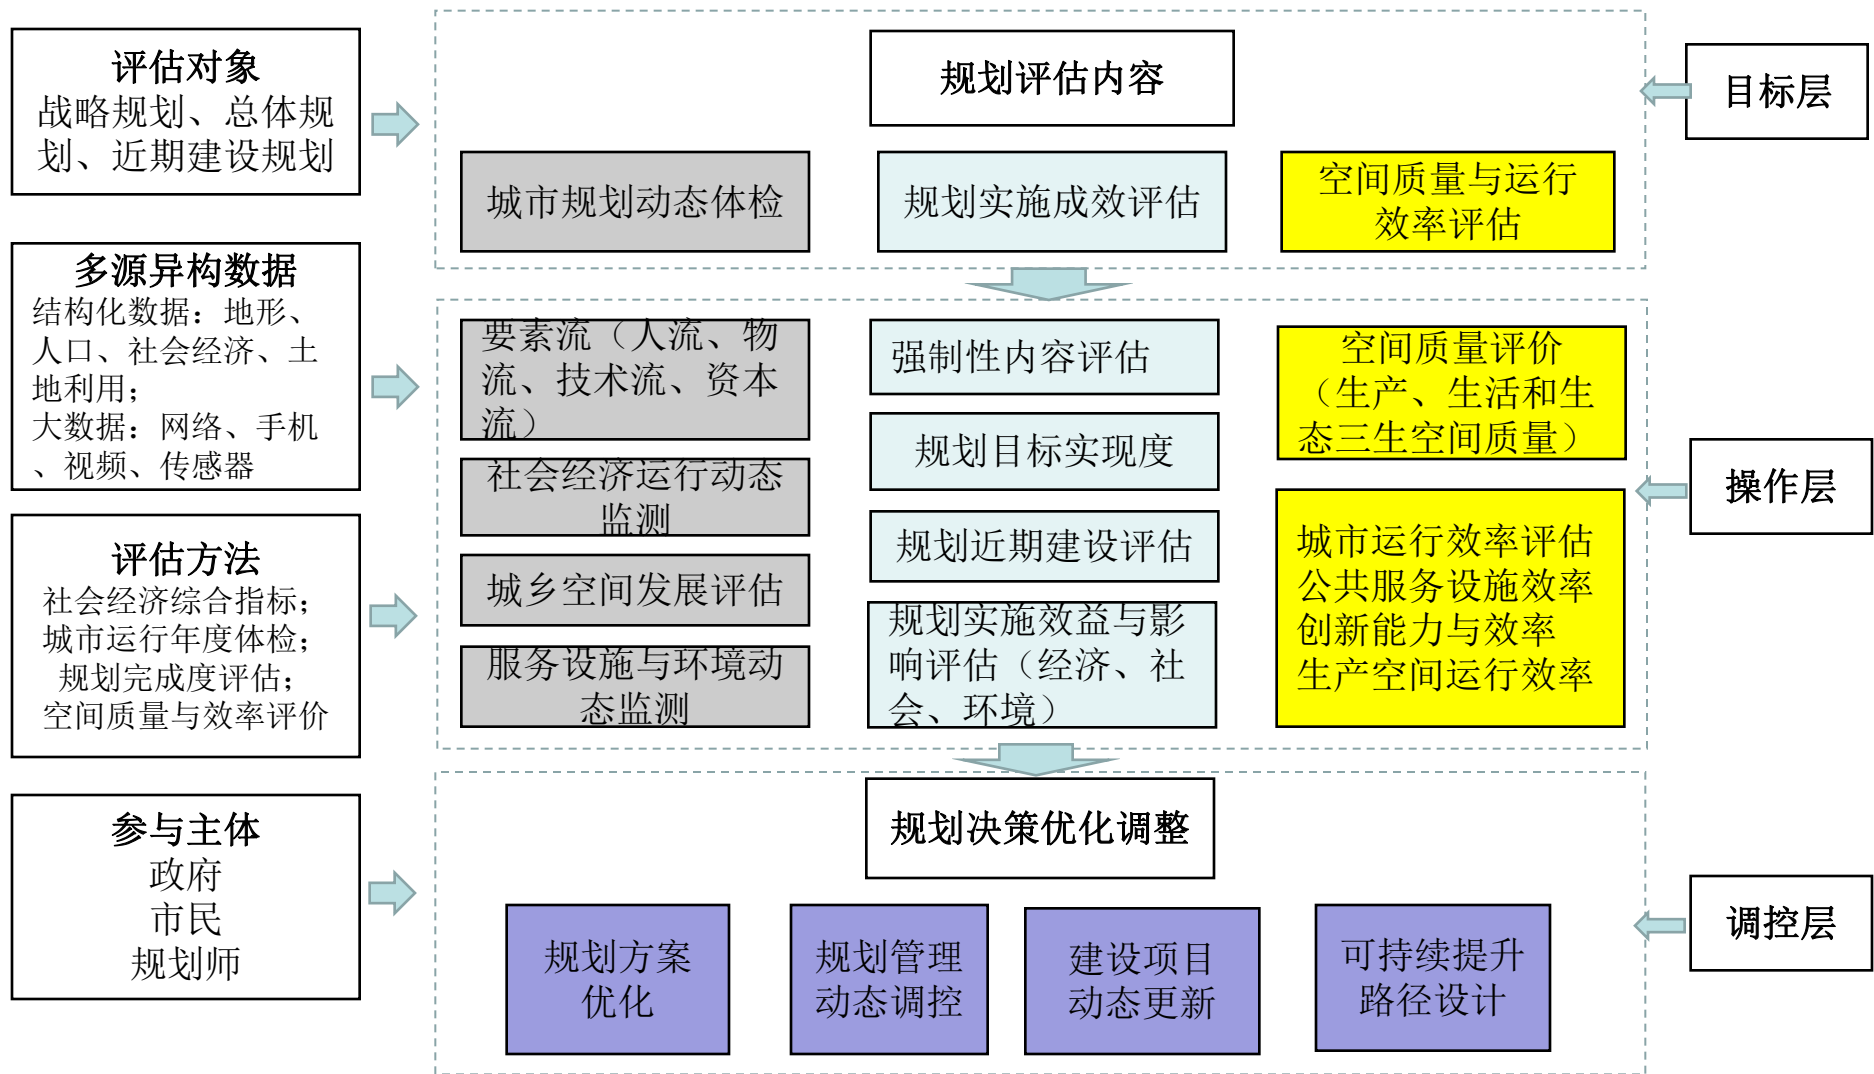 评估对象
战略规划、总体规
划、近期建设规划
规划评估内容
目标层
城市规划动态体检
规划实施成效评估
空间质量与运行
效率评估
多源异构数据
结构化数据：地形、
人口、社会经济、土
地利用；
大数据：网络、手机
、视频、传感器
要素流（人流、物
流、技术流、资本
流）
社会经济运行动态
监测
城乡空间发展评估
服务设施与环境动
态监测
强制性内容评估
规划目标实现度
规划近期建设评估
规划实施效益与影
响评估（经济、社
会、环境）
空间质量评价
（生产、生活和生
态三生空间质量）
城市运行效率评估
公共服务设施效率
创新能力与效率
生产空间运行效率
操作层
评估方法
社会经济综合指标；
城市运行年度体检；
规划完成度评估；
空间质量与效率评价
参与主体
政府
市民
规划师
规划决策优化调整
规划方案
优化
规划管理
动态调控
建设项目
动态更新
可持续提升
路径设计
调控层